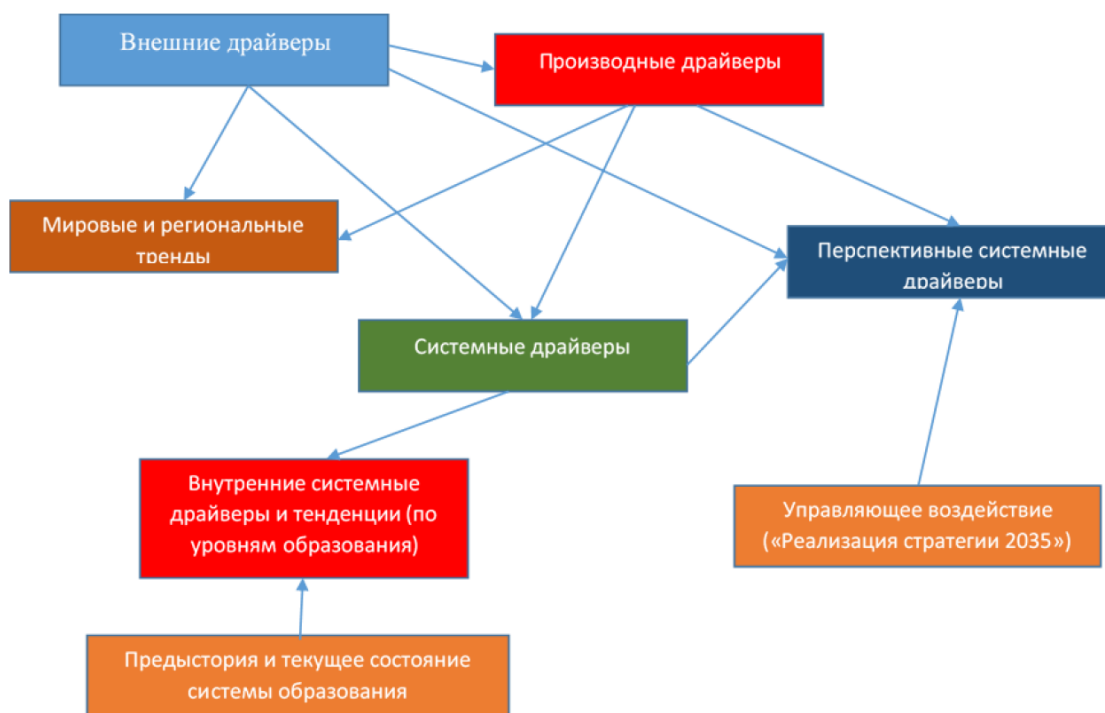 Внешние драйверы
Производные драйверы
Мировые и региональные
тренды
Перспективные системные
драйверы
Системные драйверы
Внутренние системные
драйверы и тенденции (по
уровням образования)
Управляющее воздействие
(«Реализация стратегии 2035»)
Предыстория и текущее состояние
системы образования